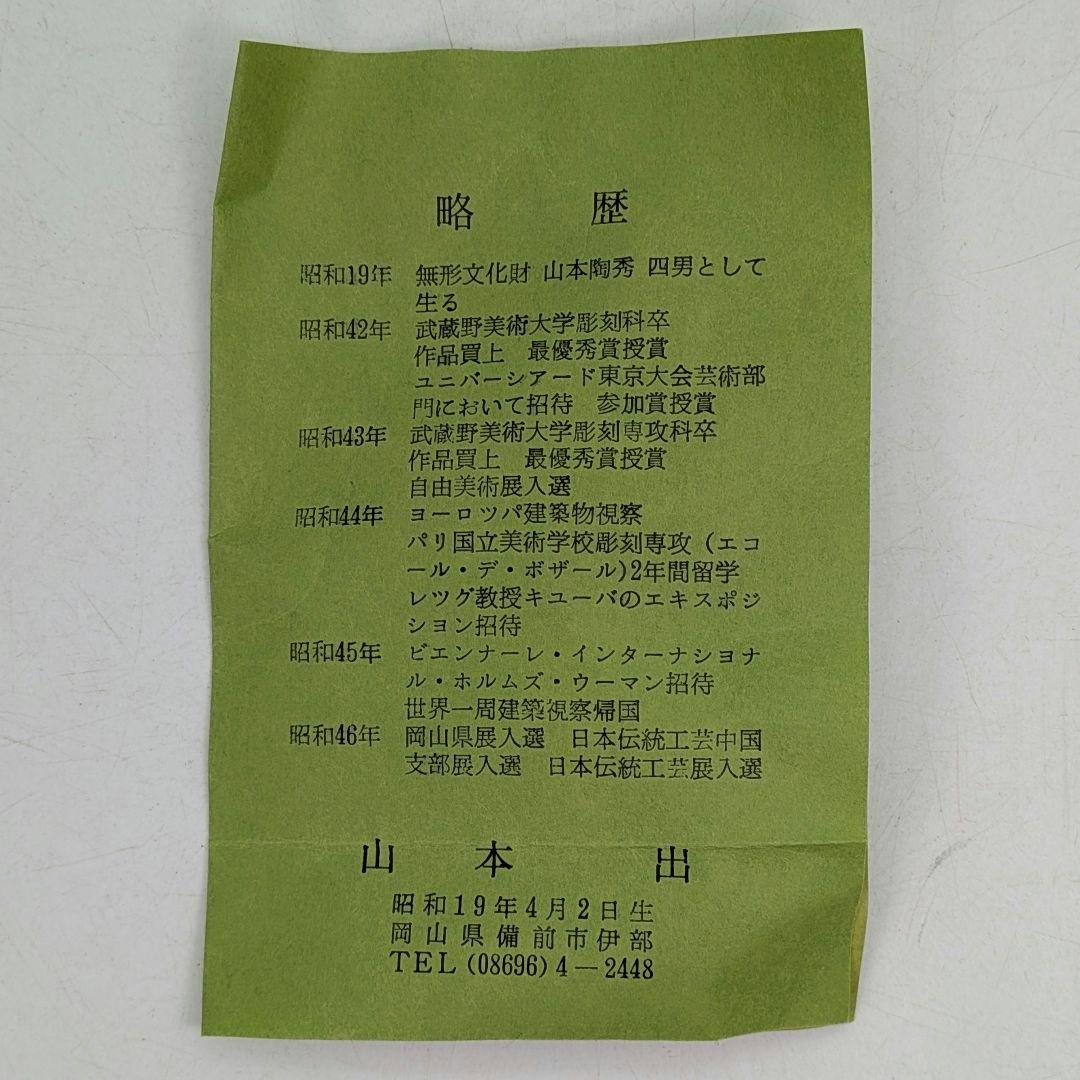 略 歴
昭和19年 無形文化財 山本陶秀 四男として
生る
昭和42年 武蔵野美術大学彫刻科卒
作品買上 最優秀賞授賞
ユニバーシアード東京大会芸術部
門において招待 参加賞授賞
昭和43年 武蔵野美術大学彫刻専攻科卒
作品買上 最優秀賞授賞
自由美術展入選
昭和44年 ヨーロツパ建築物視察
パリ国立美術学校彫刻専攻(エコ
ール・デ・ボザール)2年間留学
レツグ教授キユーバのエキスポジ
シヨン招待
昭和45年 ビエンナーレ・インターナシヨナ
ル・ホルムズ・ウーマン招待
世界一周建築視察帰国
昭和46年 岡山県展入選 日本伝統工芸中国
支部展入選 日本伝統工芸展入選
山本 出
昭和19年4月2日生
岡山県備前市伊部
TEL(08696)4―2448